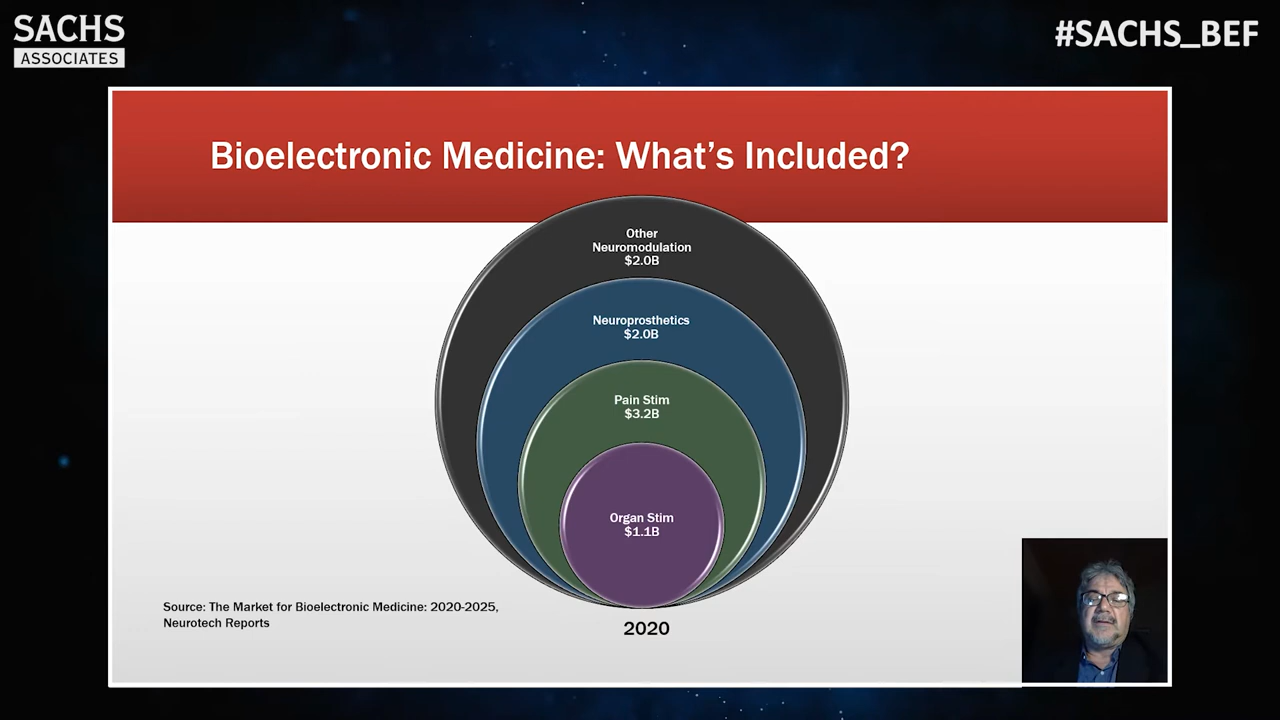 SACHS
ASSOCIATES
#SACHS_BEF
Bioelectronic Medicine: What's Included?
Other
Neuromodulation
$2.0B
Neuroprosthetics
$2.0B
Pain Stim
$3.2B
Organ Stim
$1.1B
Source: The Market for Bioelectronic Medicine: 2020-2025,
Neurotech Reports
2020